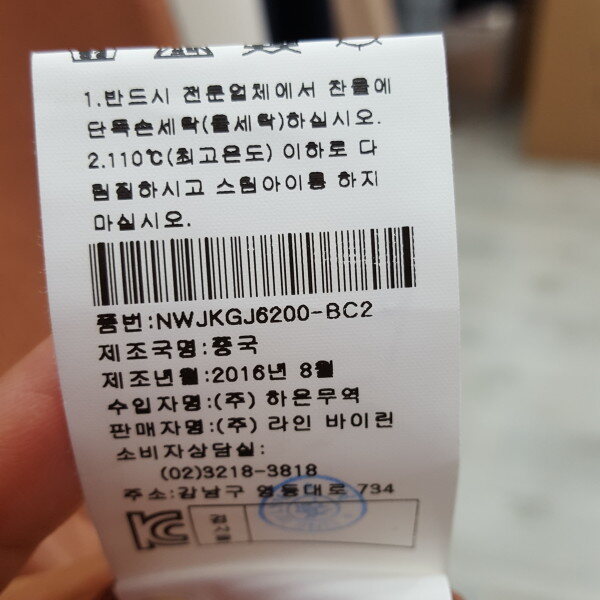 1.반드시 전문업체에서 찬물에
단독손세탁(울세탁)하십시오.
2.110℃(최고온도) 이하로 다
림질하시고 스팀아이롱 하지
마십시오.
품번:NWJKGJ6200-BC2
제조국명:중국
제조년월:2016년 8월
수입자명:(주) 하은무역
판매자명:(주) 라인 바이린
소비자상담실:
(02)3218-3818
주소:강남구 영동대로 734
검사필